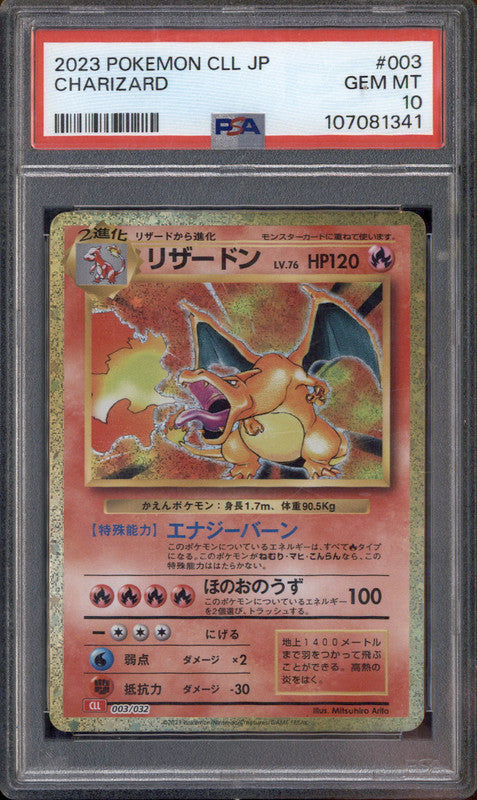 2023 POKEMON CLL JP #003
CHARIZARD GEM MT
10
PSA 107081341
2進化 リザードから進化 モンスターカードに重ねて使います。
リザードン LV.76 HP120
かえんポケモン：身長1.7m、体重90.5Kg
【特殊能力】エナジーバーン
このポケモンについているエネルギーは、すべて タイプ
になる。このポケモンがねむり・マヒ・こんらんなら、この
特殊能力ははたらかない。
ほのおのうず 100
このポケモンについているエネルギー
を2個選び、トラッシュする。
にげる
弱点 ダメージ ×2
抵抗力 ダメージ -30
地上1400メートル
まで羽をつかって飛ぶ
ことができる。高熱の
炎をはく。
Illus. Mitsuhiro Arita
CLL 003/032
©2023 Pokémon/Nintendo/Creatures/GAME FREAK
PSA